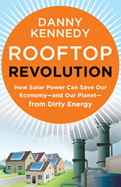 DANNY
KENNEDY
ROOFTOP
REVOLUTION
How Solar Power Can Save Our
Economy—and Our Planet—
from Dirty Energy